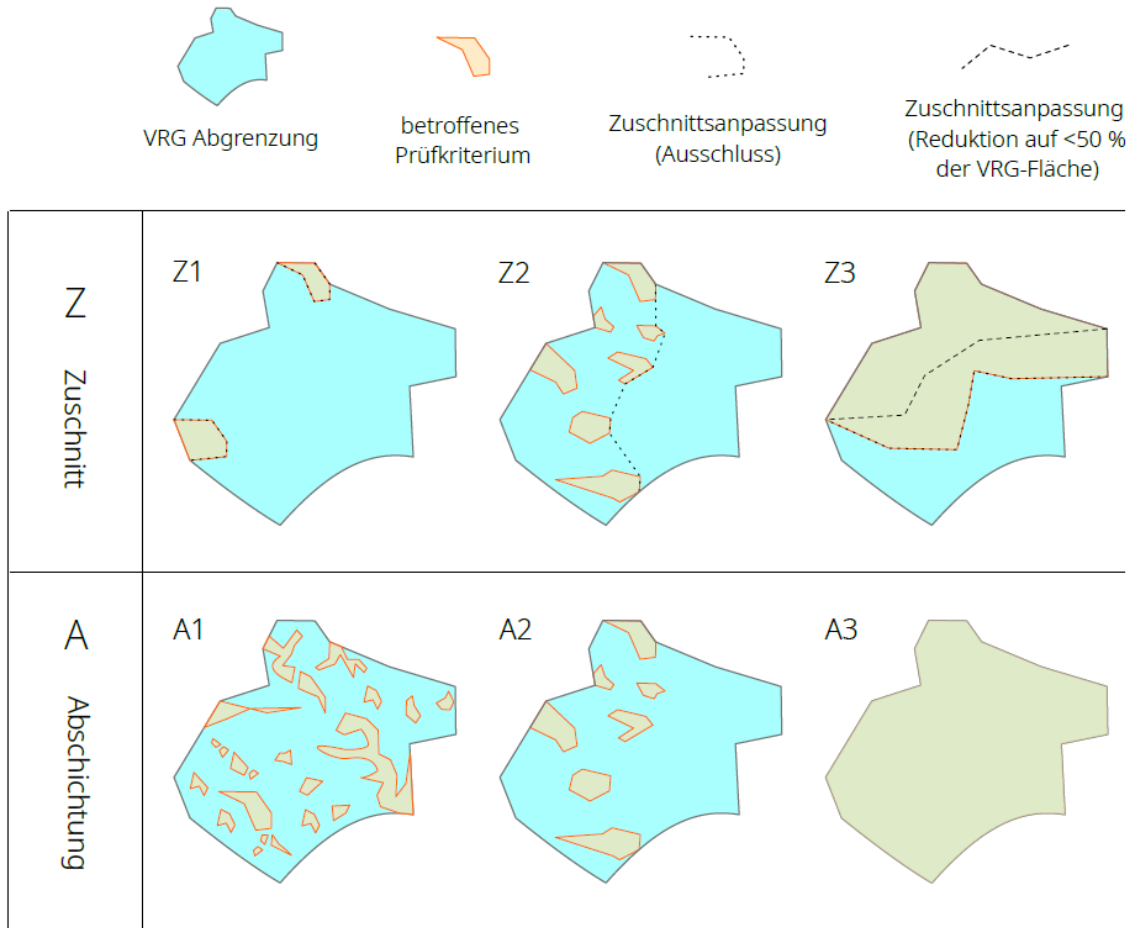 VRG Abgrenzung
betroffenes
Prüfkriterium
Zuschnittsanpassung
(Ausschluss)
Zuschnittsanpassung
(Reduktion auf <50 %
der VRG-Fläche)
Z
Zuschnitt
Z1
Z2
Z3
A
Abschichtung
A1
A2
A3